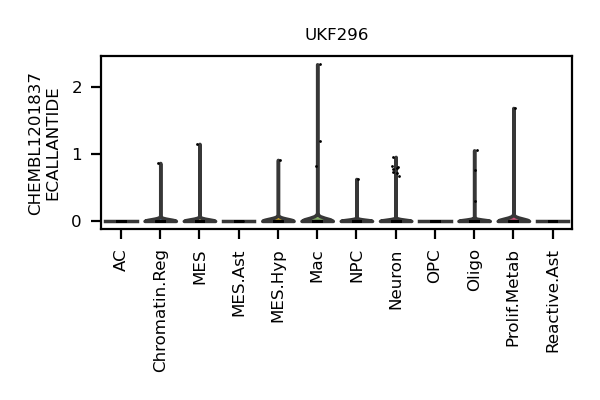 UKF296
CHEMBL1201837
ECALLANTIDE
2
1
0
AC
Chromatin.Reg
MES
MES.Ast
MES.Hyp
Mac
NPC
Neuron
OPC
Oligo
Prolif.Metab
Reactive.Ast